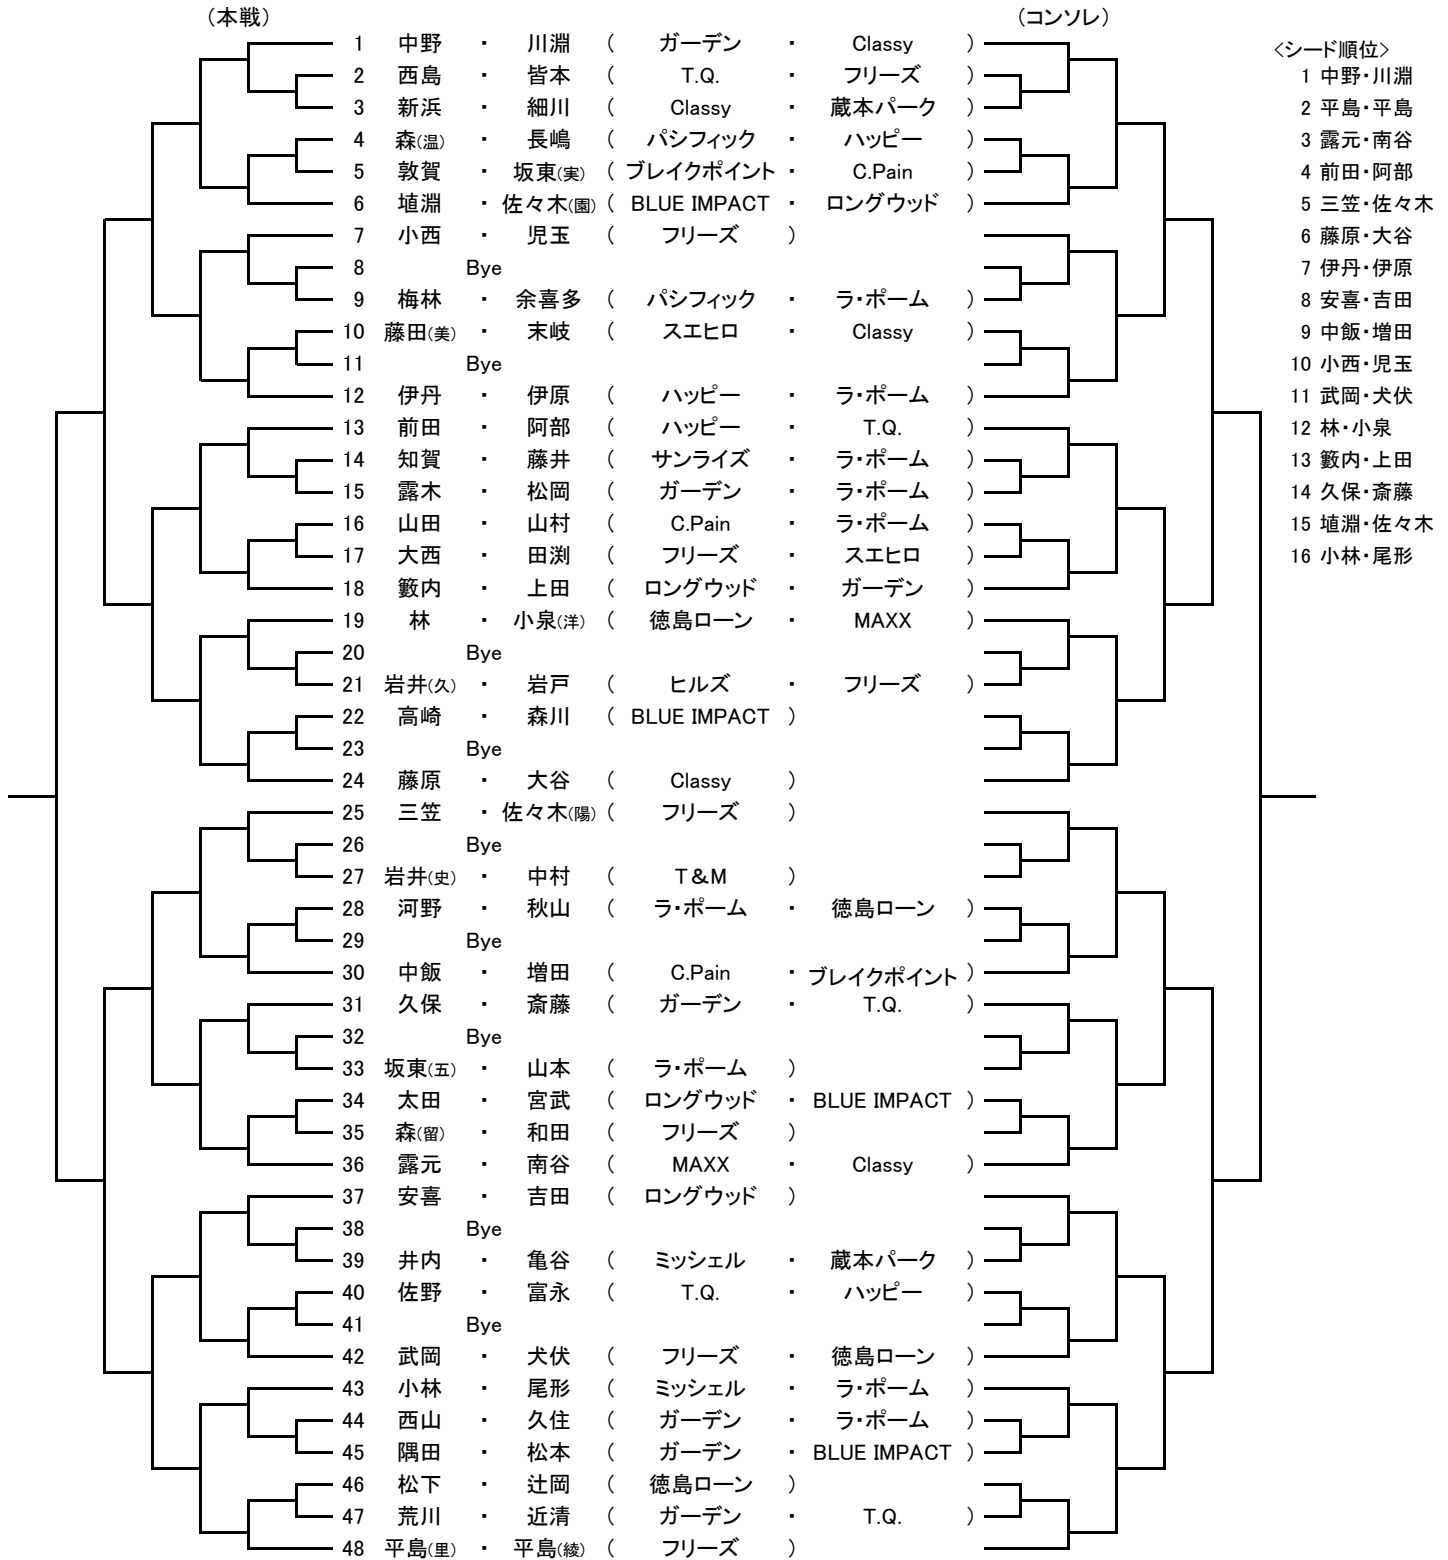 （本戦）　（コンソレ）
<シード順位>
1 中野 ・ 川淵 （ ガーデン ・ Classy ）
2 西島 ・ 皆本 （ T.Q. ・ フリーズ ）
3 新浜 ・ 細川 （ Classy ・ 蔵本パーク ）
4 森(温) ・ 長嶋 （ パシフィック ・ ハッピー ）
5 敦賀 ・ 坂東(実) （ ブレイクポイント ・ C.Pain ）
6 埴淵 ・ 佐々木(園) （ BLUE IMPACT ・ ロングウッド ）
7 小西 ・ 児玉 （ フリーズ ）
8 Bye
9 梅林 ・ 余喜多 （ パシフィック ・ ラ・ポーム ）
10 藤田(美) ・ 末岐 （ スエヒロ ・ Classy ）
11 Bye
12 伊丹 ・ 伊原 （ ハッピー ・ ラ・ポーム ）
13 前田 ・ 阿部 （ ハッピー ・ T.Q. ）
14 知賀 ・ 藤井 （ サンライズ ・ ラ・ポーム ）
15 露木 ・ 松岡 （ ガーデン ・ ラ・ポーム ）
16 山田 ・ 山村 （ C.Pain ・ ラ・ポーム ）
17 大西 ・ 田渕 （ フリーズ ・ スエヒロ ）
18 籔内 ・ 上田 （ ロングウッド ・ ガーデン ）
19 林 ・ 小泉(洋) （ 徳島ローン ・ MAXX ）
20 Bye
21 岩井(久) ・ 岩戸 （ ヒルズ ・ フリーズ ）
22 高崎 ・ 森川 （ BLUE IMPACT ）
23 Bye
24 藤原 ・ 大谷 （ Classy ）
25 三笠 ・ 佐々木(陽) （ フリーズ ）
26 Bye
27 岩井(史) ・ 中村 （ T＆M ）
28 河野 ・ 秋山 （ ラ・ポーム ・ 徳島ローン ）
29 Bye
30 中飯 ・ 増田 （ C.Pain ・ ブレイクポイント ）
31 久保 ・ 斎藤 （ ガーデン ・ T.Q. ）
32 Bye
33 坂東(五) ・ 山本 （ ラ・ポーム ）
34 太田 ・ 宮武 （ ロングウッド ・ BLUE IMPACT ）
35 森(留) ・ 和田 （ フリーズ ）
36 露元 ・ 南谷 （ MAXX ・ Classy ）
37 安喜 ・ 吉田 （ ロングウッド ）
38 Bye
39 井内 ・ 亀谷 （ ミッシェル ・ 蔵本パーク ）
40 佐野 ・ 富永 （ T.Q. ・ ハッピー ）
41 Bye
42 武岡 ・ 犬伏 （ フリーズ ・ 徳島ローン ）
43 小林 ・ 尾形 （ ミッシェル ・ ラ・ポーム ）
44 西山 ・ 久住 （ ガーデン ・ ラ・ポーム ）
45 隅田 ・ 松本 （ ガーデン ・ BLUE IMPACT ）
46 松下 ・ 辻岡 （ 徳島ローン ）
47 荒川 ・ 近清 （ ガーデン ・ T.Q. ）
48 平島(里) ・ 平島(綾) （ フリーズ ）
1 中野・川淵
2 平島・平島
3 露元・南谷
4 前田・阿部
5 三笠・佐々木
6 藤原・大谷
7 伊丹・伊原
8 安喜・吉田
9 中飯・増田
10 小西・児玉
11 武岡・犬伏
12 林・小泉
13 籔内・上田
14 久保・斎藤
15 埴淵・佐々木
16 小林・尾形